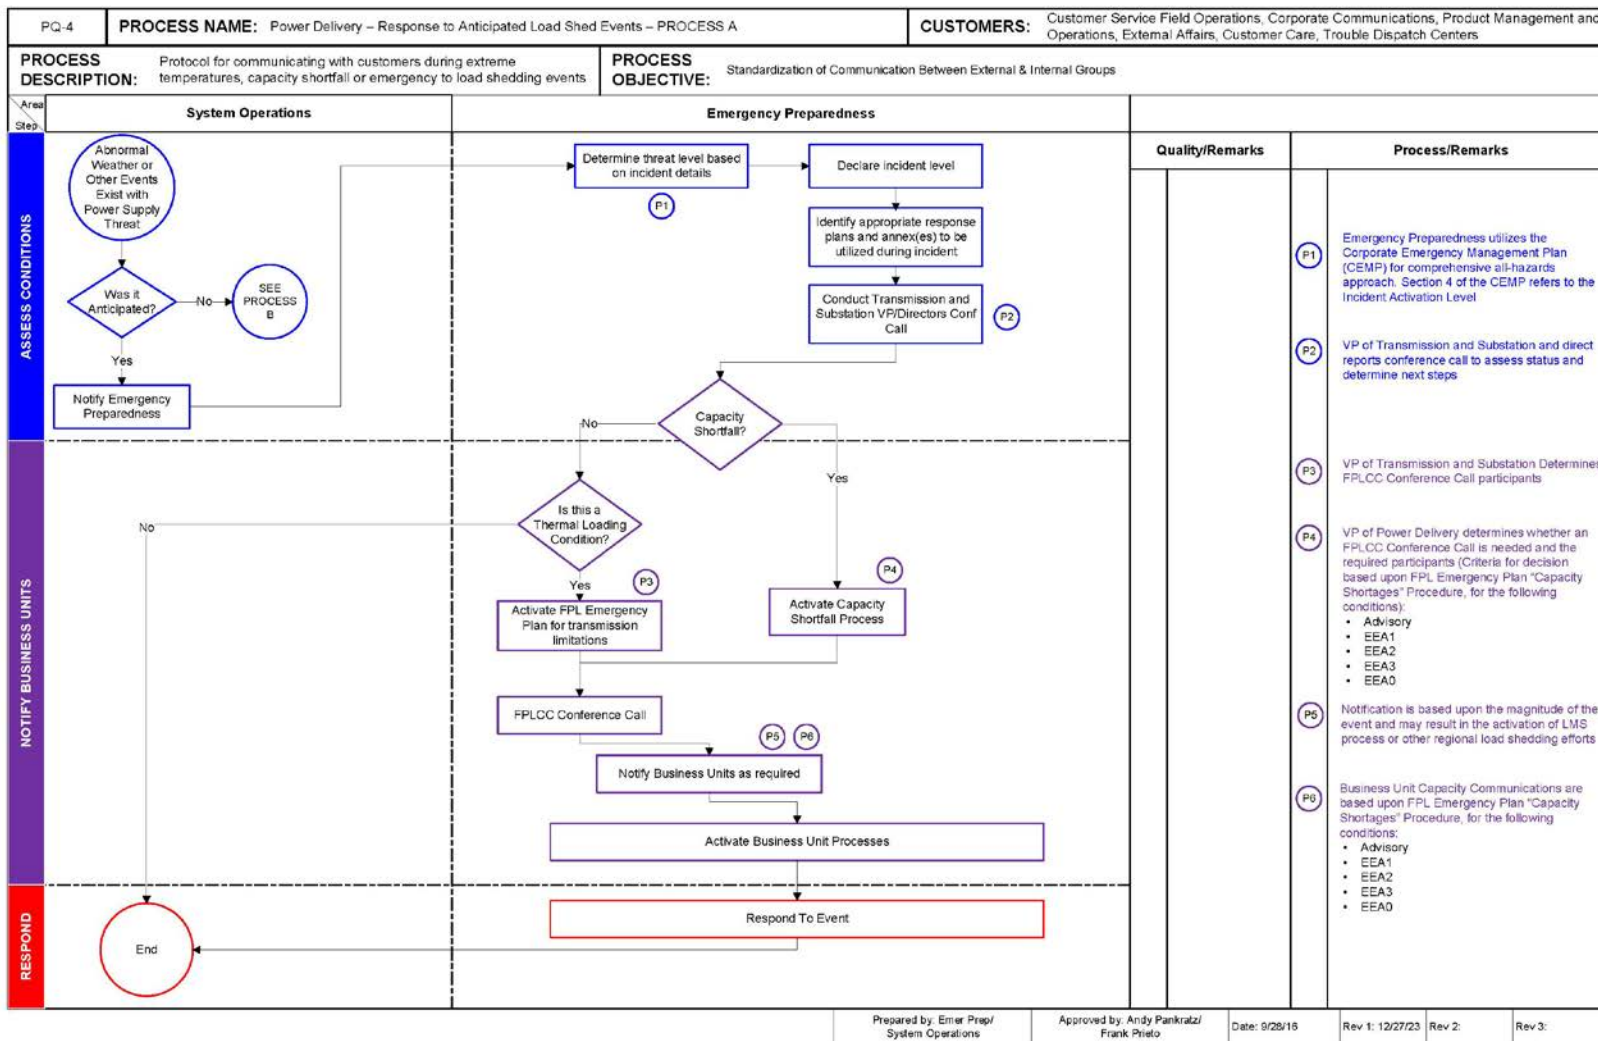 PQ-4
PROCESS NAME: Power Delivery – Response to Anticipated Load Shed Events – PROCESS A
CUSTOMERS:
Customer Service Field Operations, Corporate Communications, Product Management and
Operations, External Affairs, Customer Care, Trouble Dispatch Centers
PROCESS
DESCRIPTION:
Protocol for communicating with customers during extreme
temperatures, capacity shortfall or emergency to load shedding events
PROCESS
OBJECTIVE:
Standardization of Communication Between External & Internal Groups
Area
Step
System Operations
Emergency Preparedness
Quality/Remarks
Process/Remarks
ASSESS CONDITIONS
Abnormal
Weather or
Other Events
Exist with
Power Supply
Threat
Was it
Anticipated?
No
SEE
PROCESS
B
Yes
Notify Emergency
Preparedness
Determine threat level based
on incident details
P1
Declare incident level
Identify appropriate response
plans and annex(es) to be
utilized during incident
Conduct Transmission and
Substation VP/Directors Conf
Call
P2
Capacity
Shortfall?
No
Yes
NOTIFY BUSINESS UNITS
Is this a
Thermal Loading
Condition?
No
Yes
P3
Activate FPL Emergency
Plan for transmission
limitations
P4
Activate Capacity
Shortfall Process
FPLCC Conference Call
P5
P6
Notify Business Units as required
Activate Business Unit Processes
RESPOND
Respond To Event
End
P1
Emergency Preparedness utilizes the
Corporate Emergency Management Plan
(CEMP) for comprehensive all-hazards
approach. Section 4 of the CEMP refers to the
Incident Activation Level
P2
VP of Transmission and Substation and direct
reports conference call to assess status and
determine next steps
P3
VP of Transmission and Substation Determines
FPLCC Conference Call participants
P4
VP of Power Delivery determines whether an
FPLCC Conference Call is needed and the
required participants (Criteria for decision
based upon FPL Emergency Plan "Capacity
Shortages" Procedure, for the following
conditions):
• Advisory
• EEA1
• EEA2
• EEA3
• EEA0
P5
Notification is based upon the magnitude of the
event and may result in the activation of LMS
process or other regional load shedding efforts
P6
Business Unit Capacity Communications are
based upon FPL Emergency Plan "Capacity
Shortages" Procedure, for the following
conditions:
• Advisory
• EEA1
• EEA2
• EEA3
• EEA0
Prepared by: Emer Prep/
System Operations
Approved by: Andy Pankratz/
Frank Prieto
Date: 9/28/16
Rev 1: 12/27/23
Rev 2:
Rev 3: